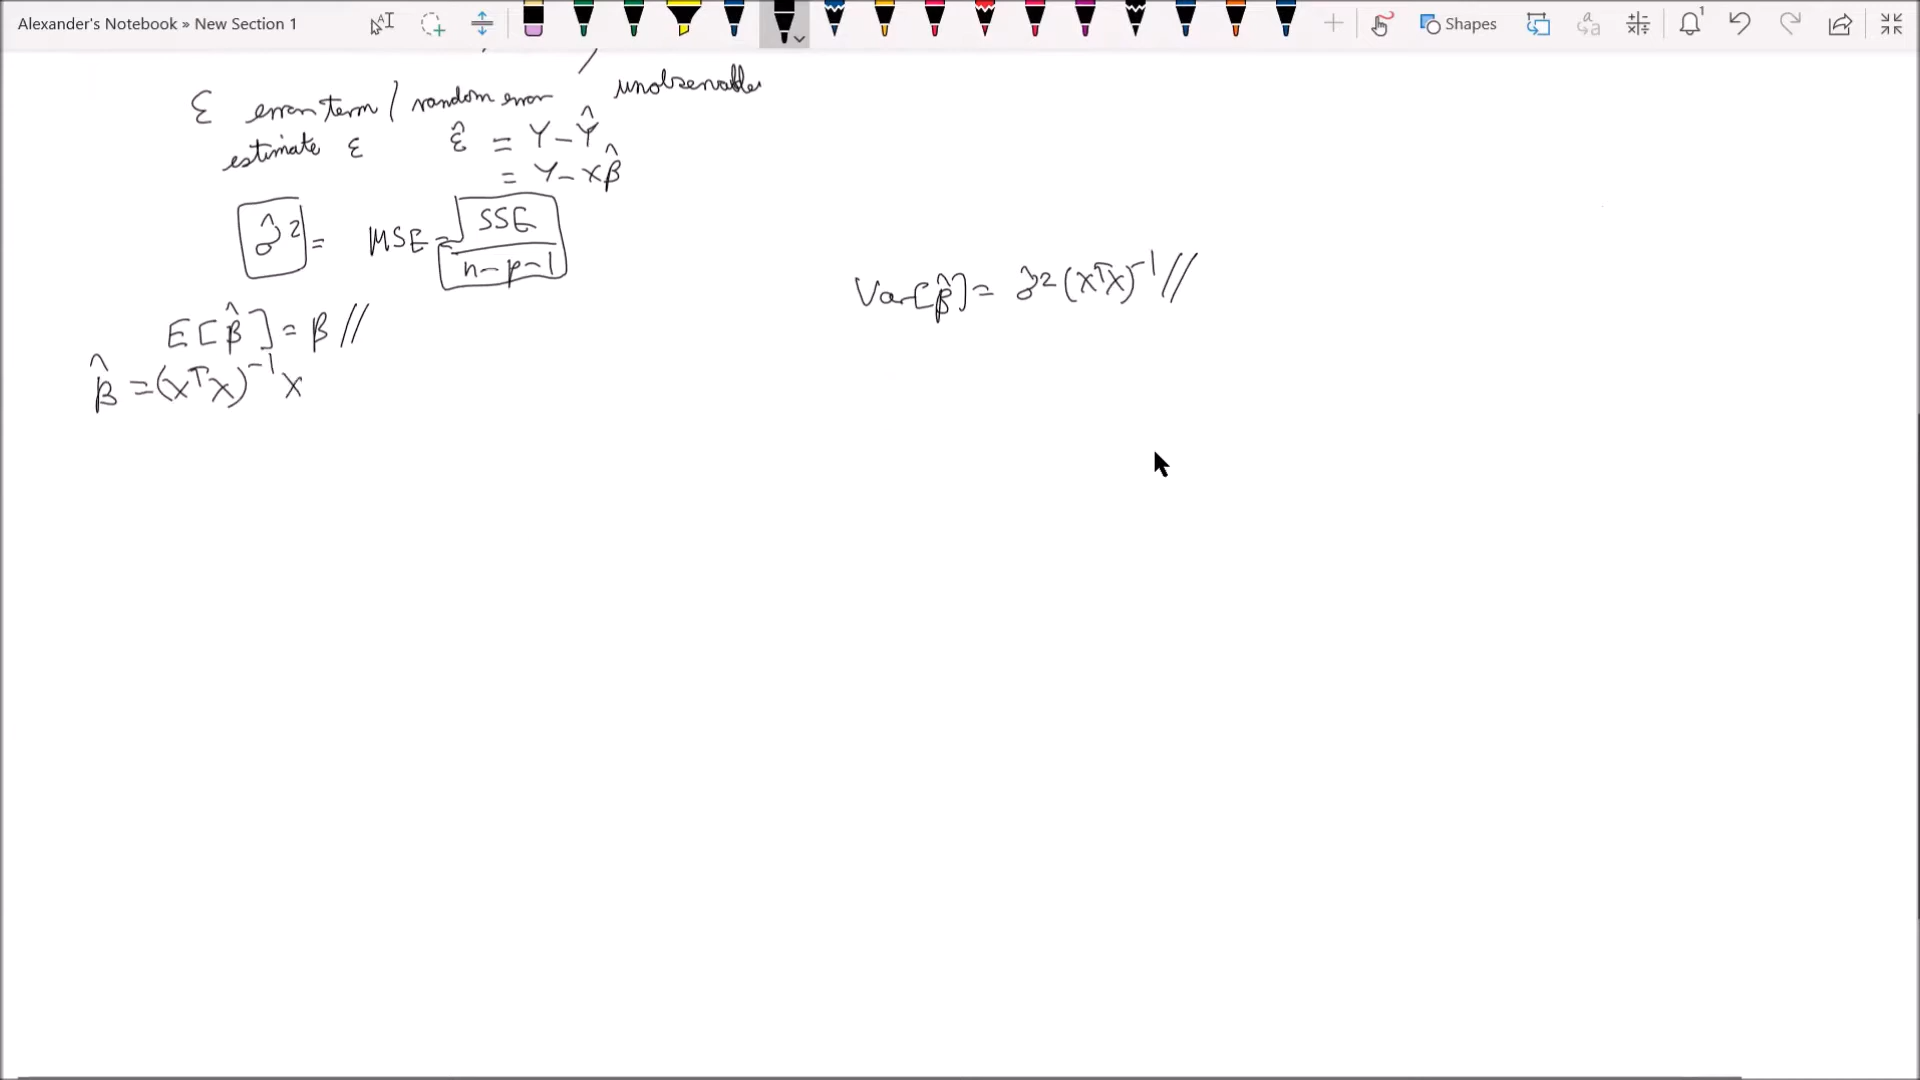 Alexander's Notebook » New Section 1
Shapes
1
ε error term / random error unobservable
estimate ε ε̂ = Y - Ŷ
= Y - Xβ̂
σ̂² = MSE = SSE / n-p-1
Var[β̂] = σ̂² (XᵀX)⁻¹ //
E[β̂] = β //
β̂ = (XᵀX)⁻¹ X